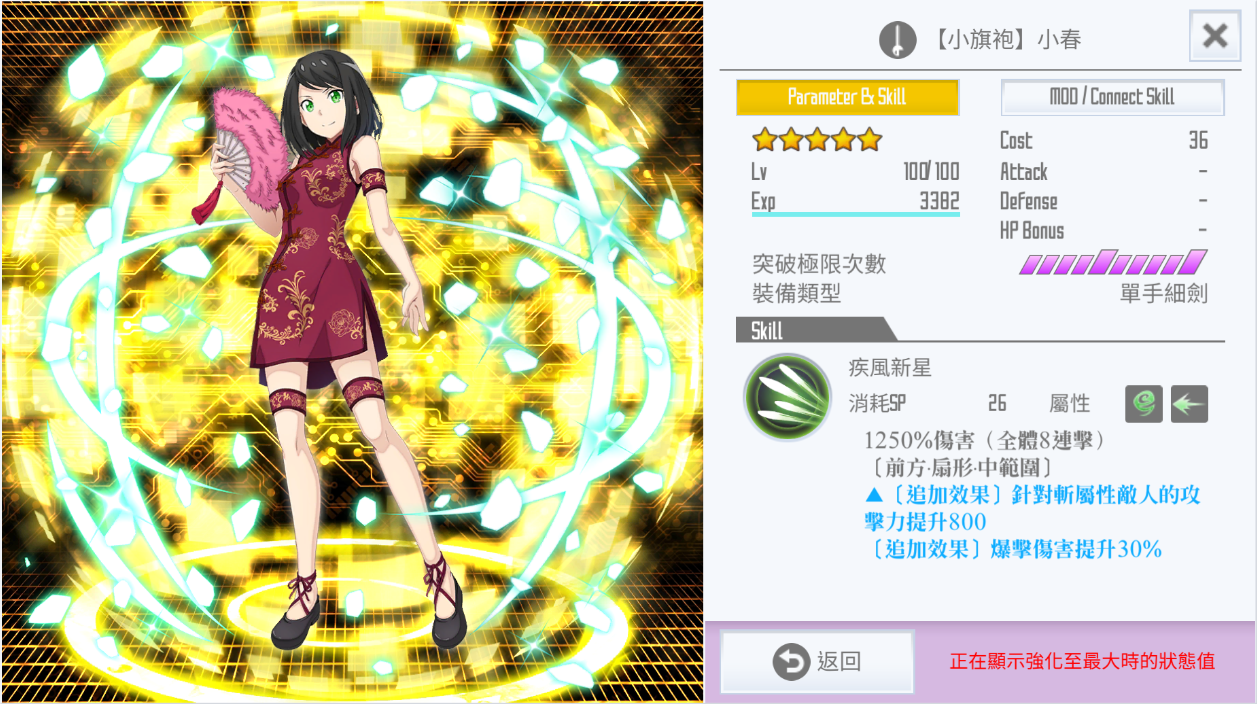 【小旗袍】小春
Parameter & Skill
MOD / Connect Skill
Lv 100/100
Exp 3382
Cost 36
Attack -
Defense -
HP Bonus -
突破極限次數
裝備類型 單手細劍
Skill
疾風新星
消耗SP 26 屬性
1250%傷害（全體8連擊）
〔前方·扇形·中範圍〕
▲〔追加效果〕針對斬屬性敵人的攻
擊力提升800
〔追加效果〕爆擊傷害提升30%
返回
正在顯示強化至最大時的狀態值